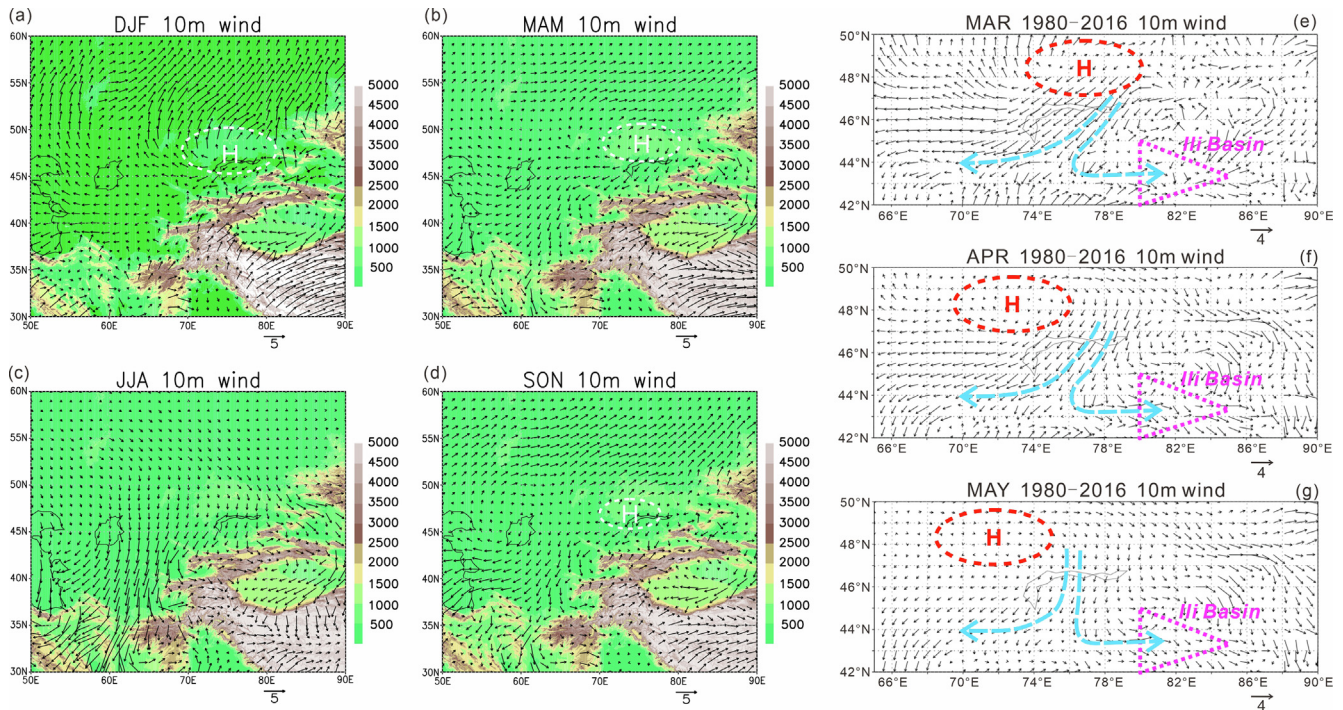 (a)
DJF 10m wind
60N
55N
50N
45N
40N
35N
30N
50E 60E 70E 80E 90E
H
5
5000
4500
4000
3500
3000
2500
2000
1500
1000
500
(b)
MAM 10m wind
60N
55N
50N
45N
40N
35N
30N
50E 60E 70E 80E 90E
H
5
5000
4500
4000
3500
3000
2500
2000
1500
1000
500
(c)
JJA 10m wind
60N
55N
50N
45N
40N
35N
30N
50E 60E 70E 80E 90E
5
5000
4500
4000
3500
3000
2500
2000
1500
1000
500
(d)
SON 10m wind
60N
55N
50N
45N
40N
35N
30N
50E 60E 70E 80E 90E
H
5
5000
4500
4000
3500
3000
2500
2000
1500
1000
500
MAR 1980-2016 10m wind (e)
50°N
48°N
46°N
44°N
42°N
H
Ili Basin
66°E 70°E 74°E 78°E 82°E 86°E 90°E
4
APR 1980-2016 10m wind (f)
50°N
48°N
46°N
44°N
42°N
H
Ili Basin
66°E 70°E 74°E 78°E 82°E 86°E 90°E
4
MAY 1980-2016 10m wind (g)
50°N
48°N
46°N
44°N
42°N
H
Ili Basin
66°E 70°E 74°E 78°E 82°E 86°E 90°E
4